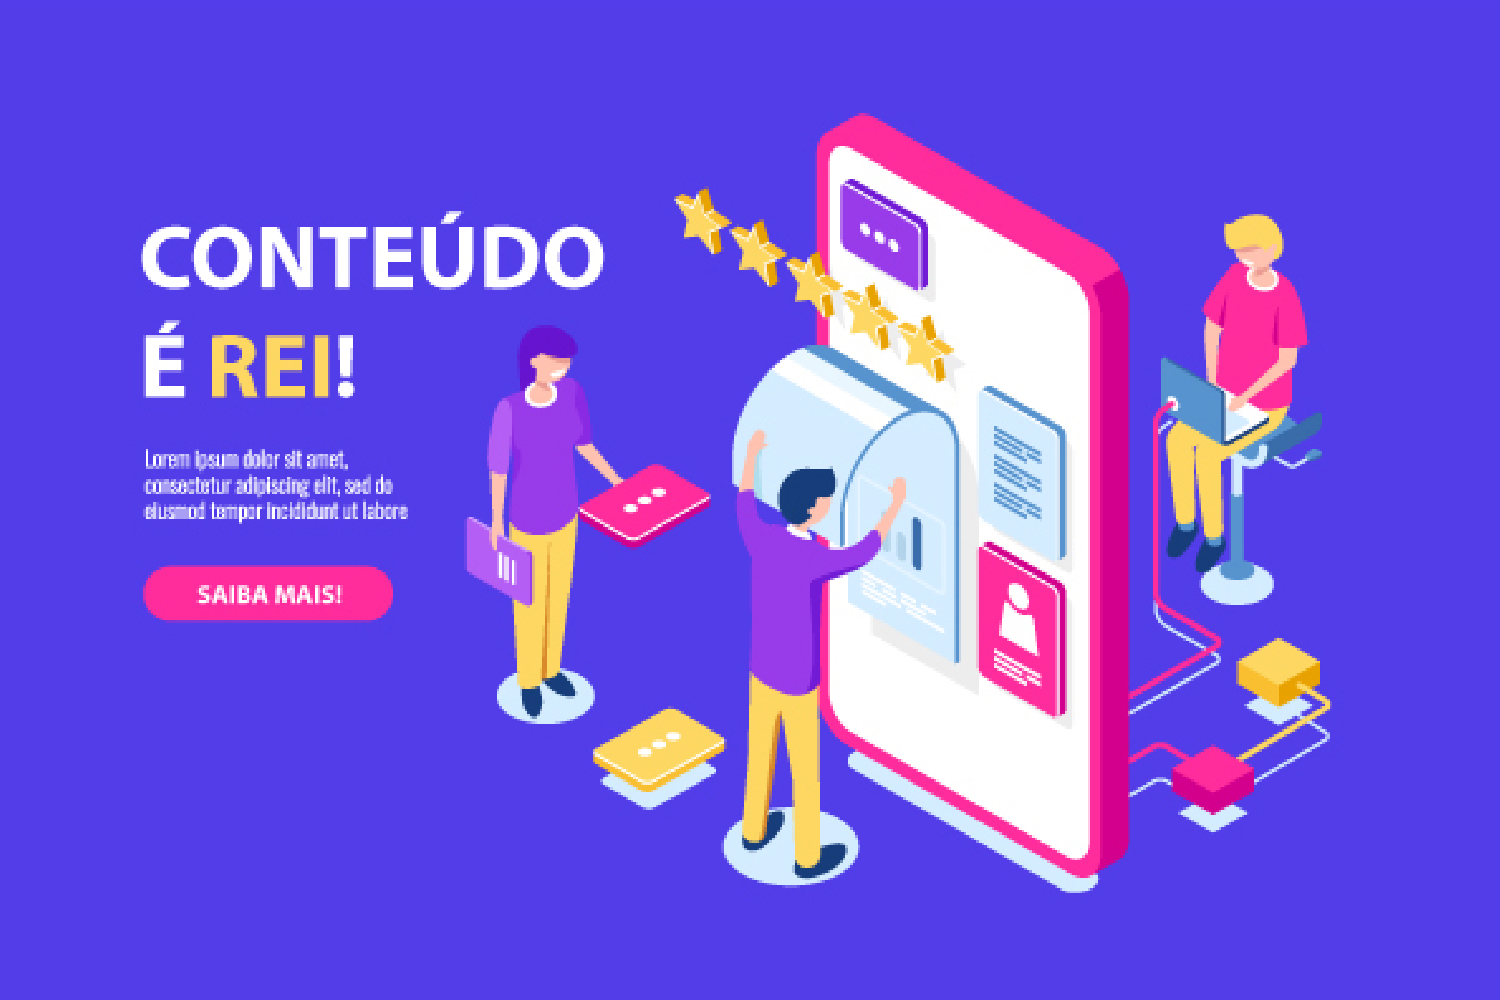 CONTEÚDO
É REI!
Lorem ipsum dolor sit amet,
consectetur adipiscing elit, sed do
eiusmod tempor incididunt ut labore
SAIBA MAIS!